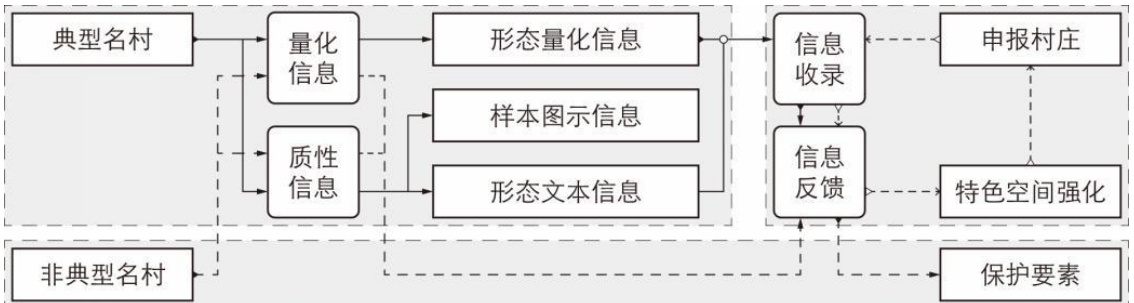 典型名村
量化
信息
形态量化信息
信息
收录
申报村庄
样本图示信息
质性
信息
形态文本信息
信息
反馈
特色空间强化
非典型名村
保护要素